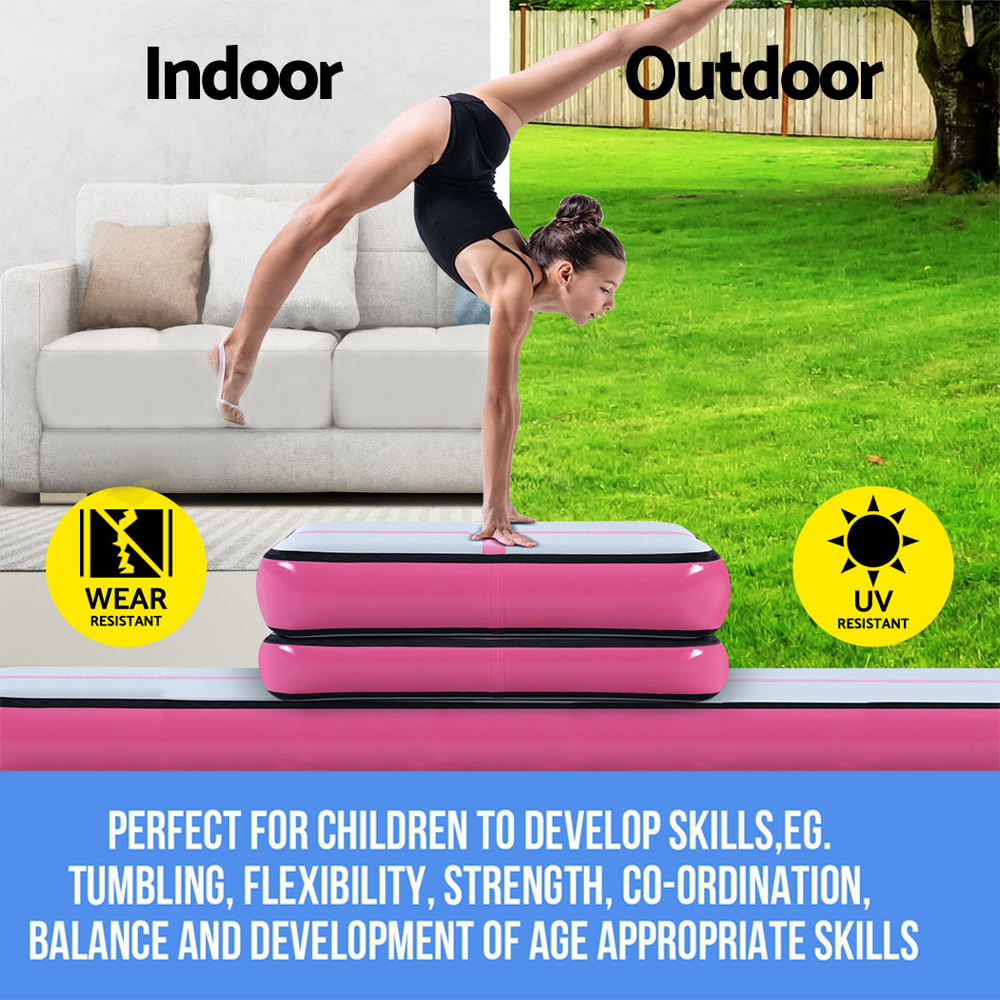 Indoor
Outdoor
WEAR
RESISTANT
UV
RESISTANT
PERFECT FOR CHILDREN TO DEVELOP SKILLS,EG.
TUMBLING, FLEXIBILITY, STRENGTH, CO-ORDINATION,
BALANCE AND DEVELOPMENT OF AGE APPROPRIATE SKILLS